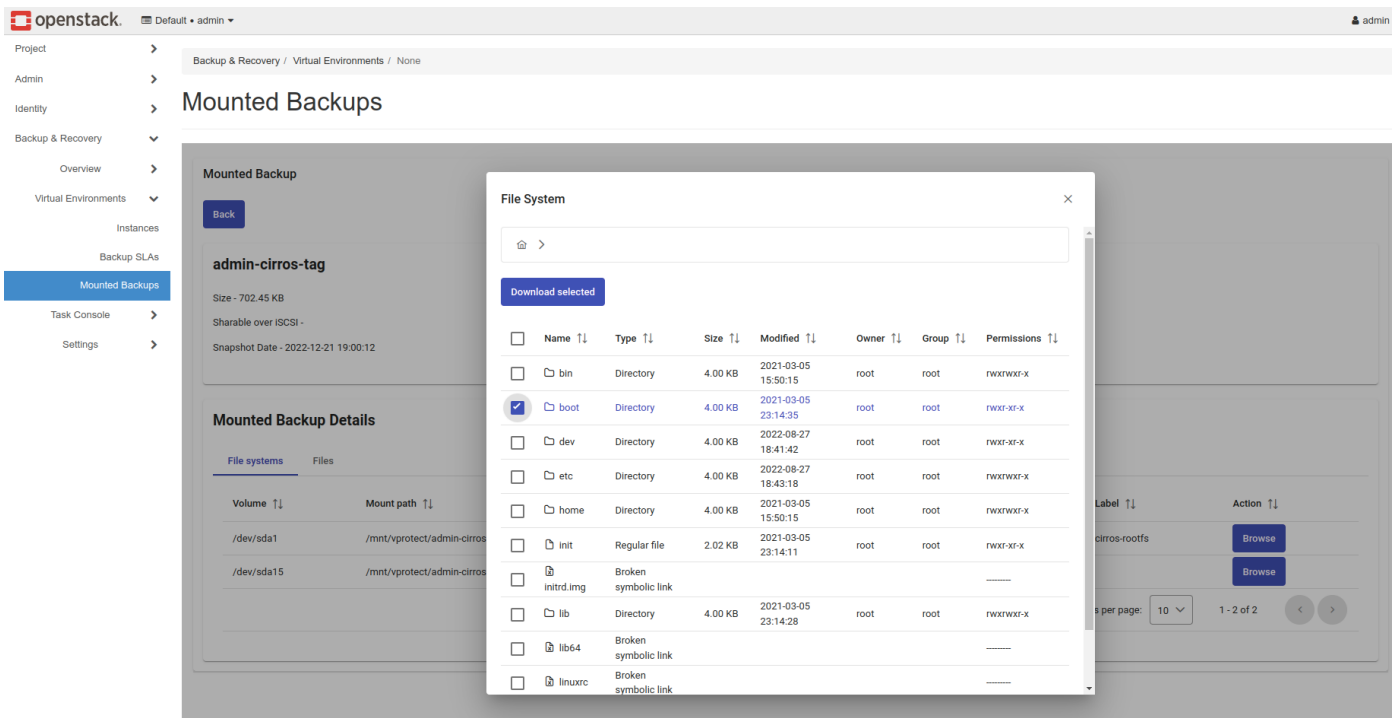 openstack. Default • admin admin
Project
Admin
Identity
Backup & Recovery
Overview
Virtual Environments
Instances
Backup SLAs
Mounted Backups
Task Console
Settings
Backup & Recovery / Virtual Environments / None
Mounted Backups
Mounted Backup
Back
admin-cirros-tag
Size - 702.45 KB
Sharable over iSCSI -
Snapshot Date - 2022-12-21 19:00:12
Mounted Backup Details
File systems Files
Volume Mount path Label Action
/dev/sda1 /mnt/vprotect/admin-cirros cirros-rootfs Browse
/dev/sda15 /mnt/vprotect/admin-cirros Browse
s per page: 10 1 - 2 of 2
File System
Download selected
Name Type Size Modified Owner Group Permissions
bin Directory 4.00 KB 2021-03-05 15:50:15 root root rwxrwxr-x
boot Directory 4.00 KB 2021-03-05 23:14:35 root root rwxr-xr-x
dev Directory 4.00 KB 2022-08-27 18:41:42 root root rwxr-xr-x
etc Directory 4.00 KB 2022-08-27 18:43:18 root root rwxrwxr-x
home Directory 4.00 KB 2021-03-05 15:50:15 root root rwxrwxr-x
init Regular file 2.02 KB 2021-03-05 23:14:11 root root rwxr-xr-x
initrd.img Broken symbolic link ---------
lib Directory 4.00 KB 2021-03-05 23:14:28 root root rwxrwxr-x
lib64 Broken symbolic link ---------
linuxrc Broken symbolic link ---------